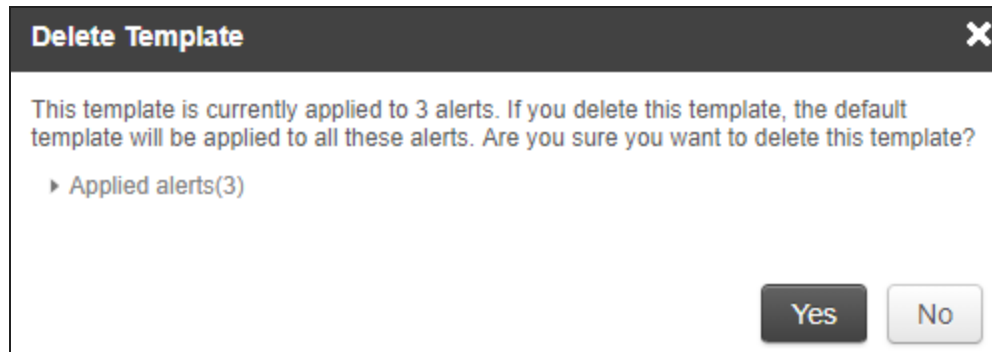 Delete Template
This template is currently applied to 3 alerts. If you delete this template, the default
template will be applied to all these alerts. Are you sure you want to delete this template?
Applied alerts(3)
Yes No